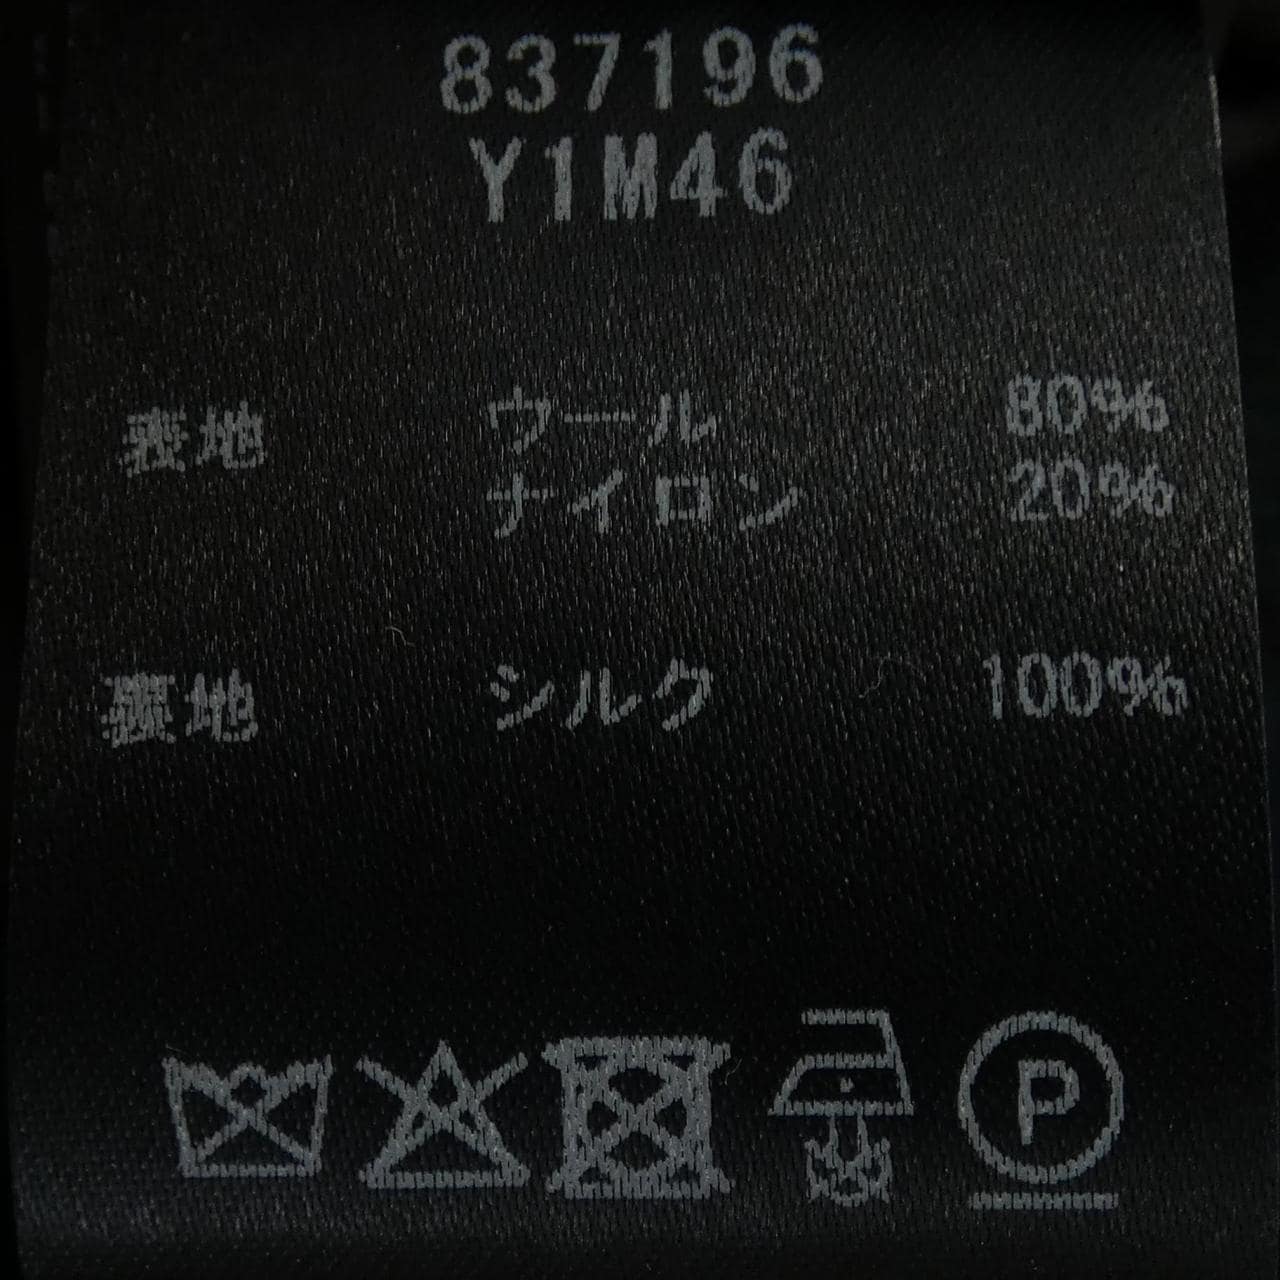 837196
Y1M46
表地 ウール 80%
ナイロン 20%
裏地 シルク 100%
P